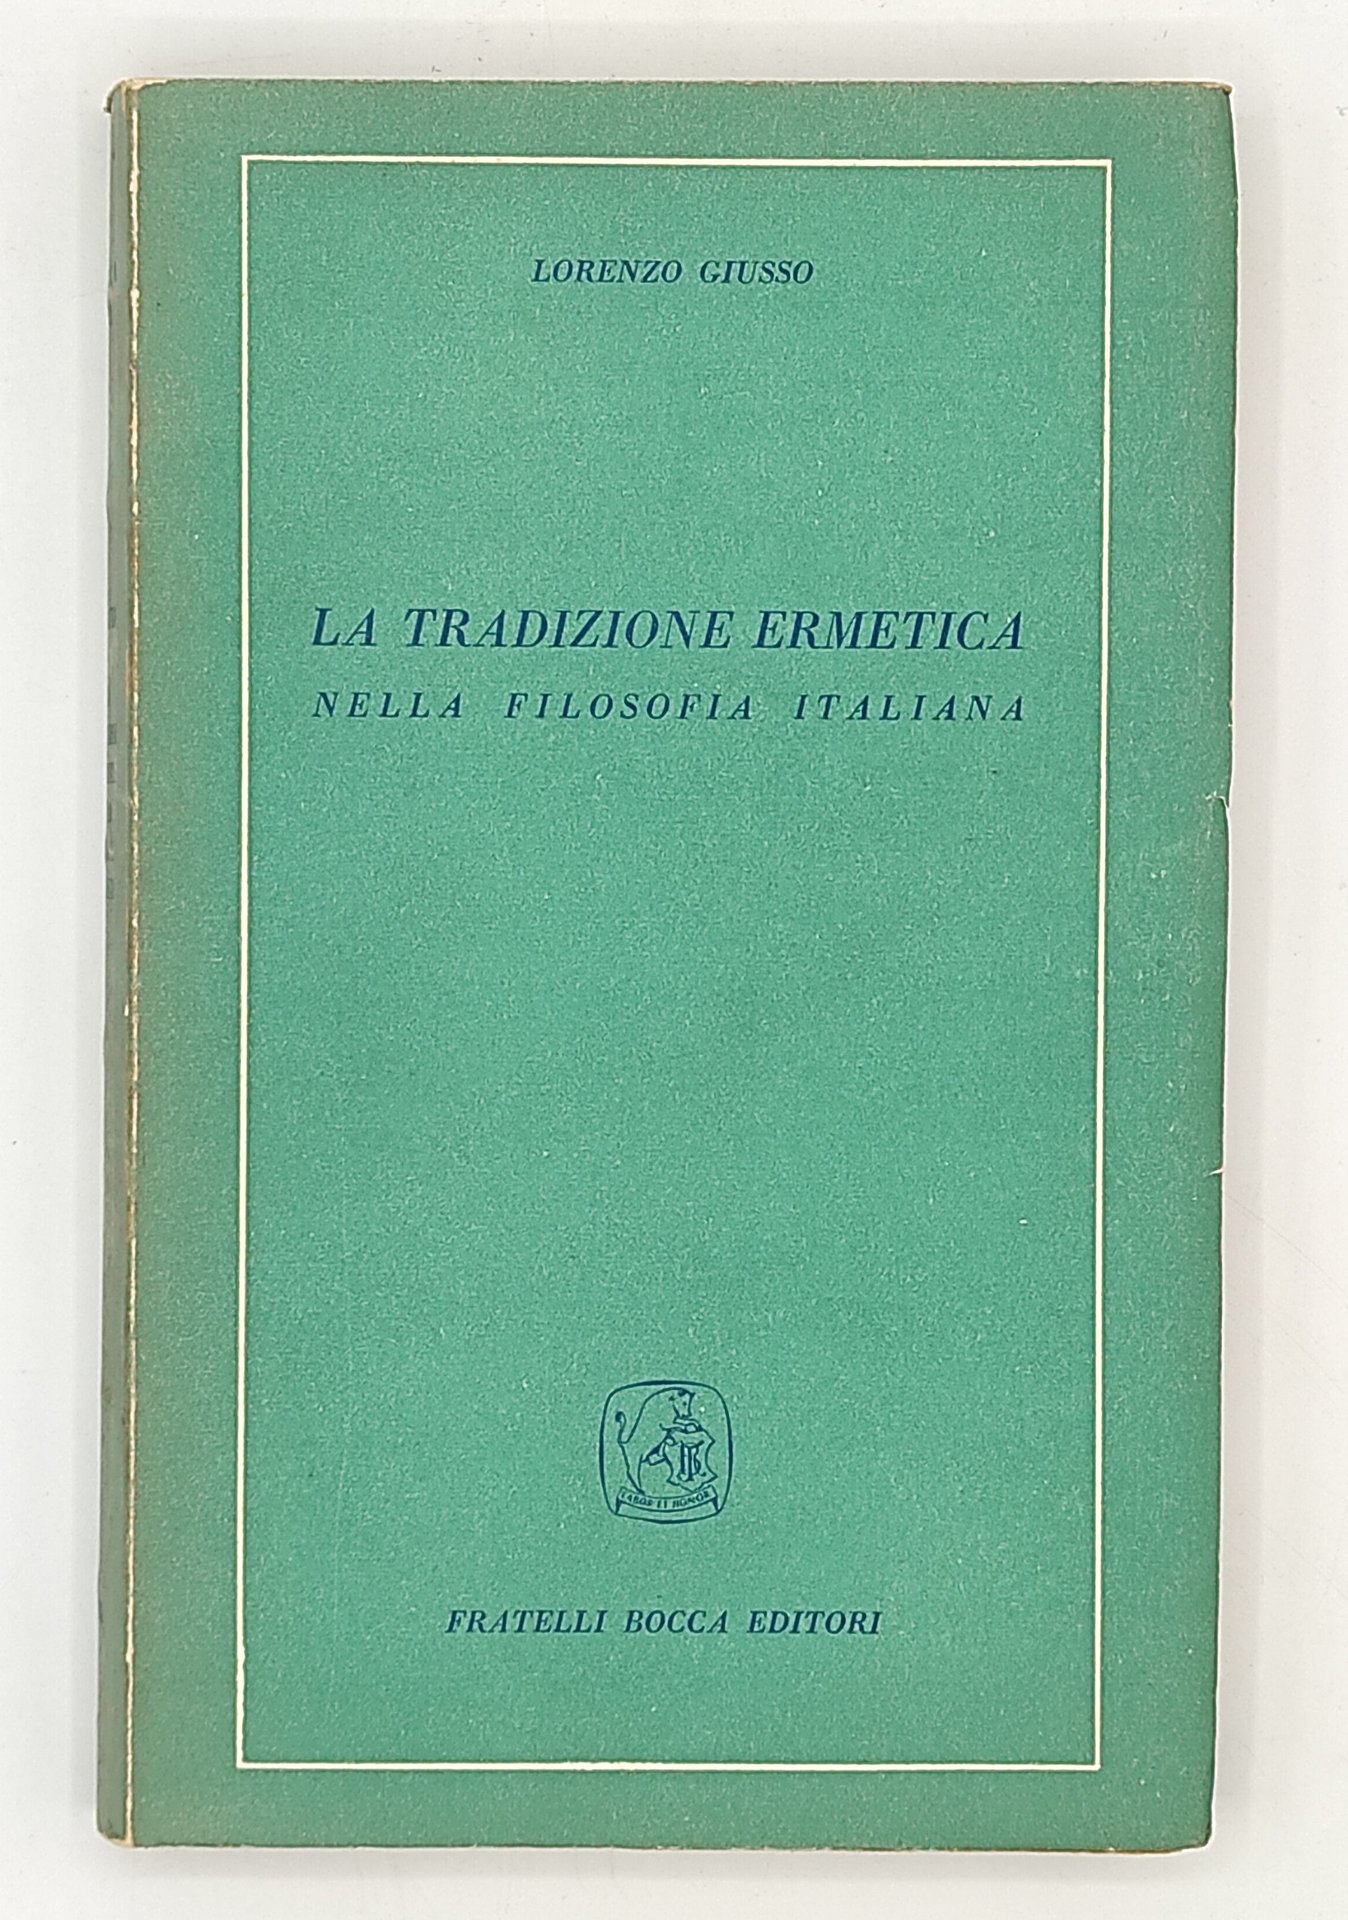 LORENZO GIUSSO
LA TRADIZIONE ERMETICA
NELLA FILOSOFIA ITALIANA
LABOR ET HONOR
FRATELLI BOCCA EDITORI